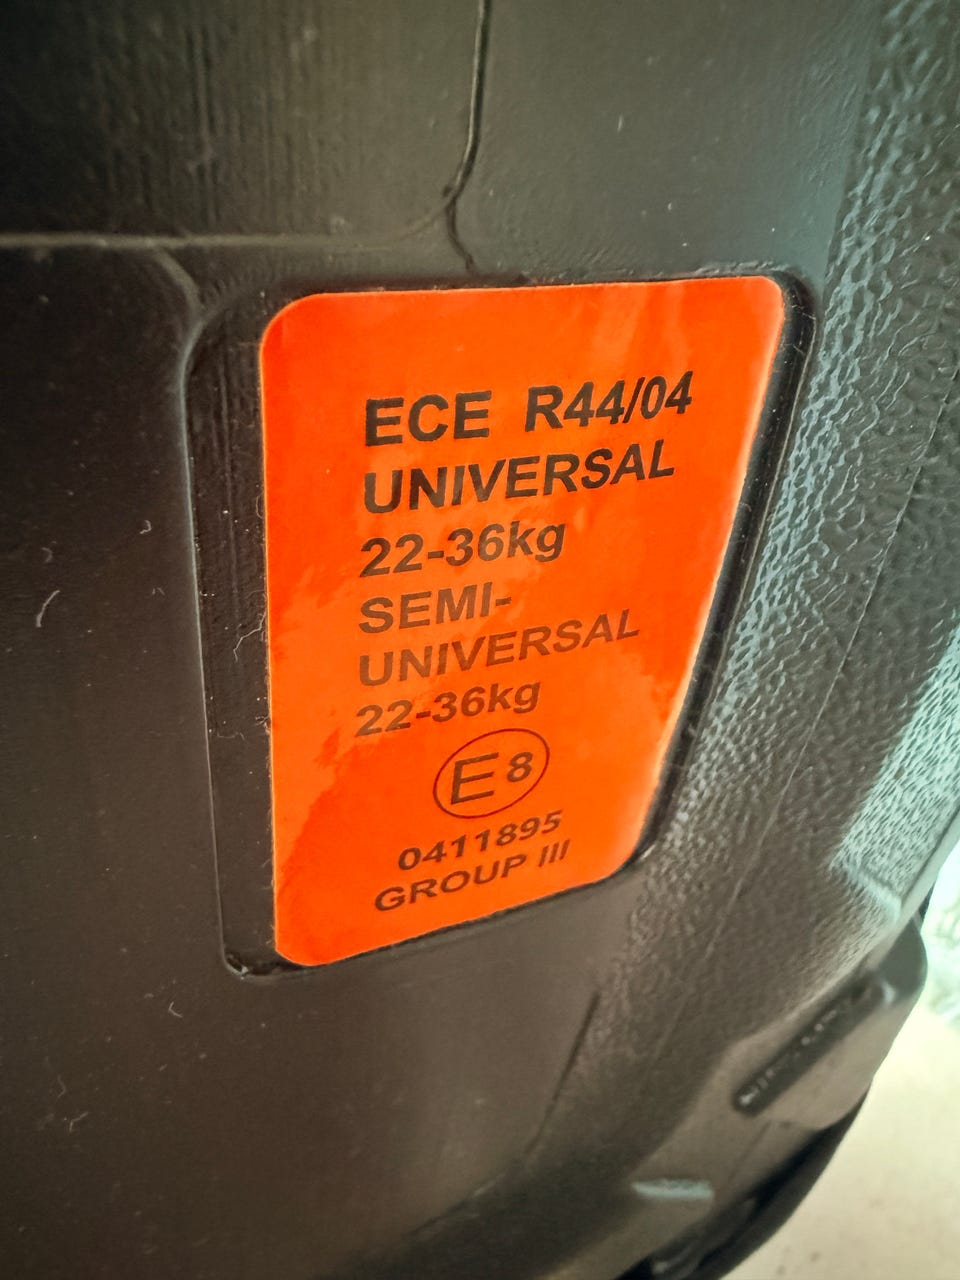 ECE R44/04
UNIVERSAL
22-36kg
SEMI-
UNIVERSAL
22-36kg
E8
0411895
GROUP III